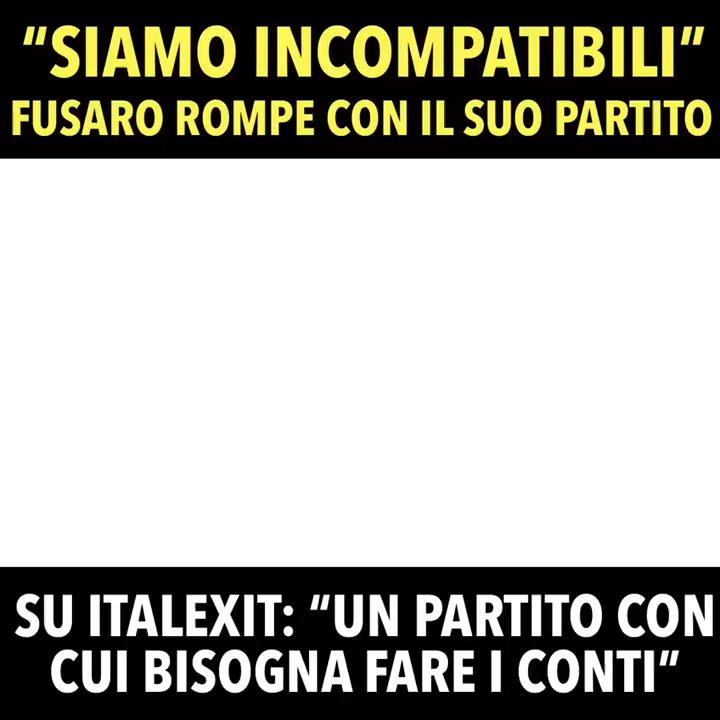 “SIAMO INCOMPATIBILI”
FUSARO ROMPE CON IL SUO PARTITO
SU ITALEXIT: “UN PARTITO CON
CUI BISOGNA FARE I CONTI”